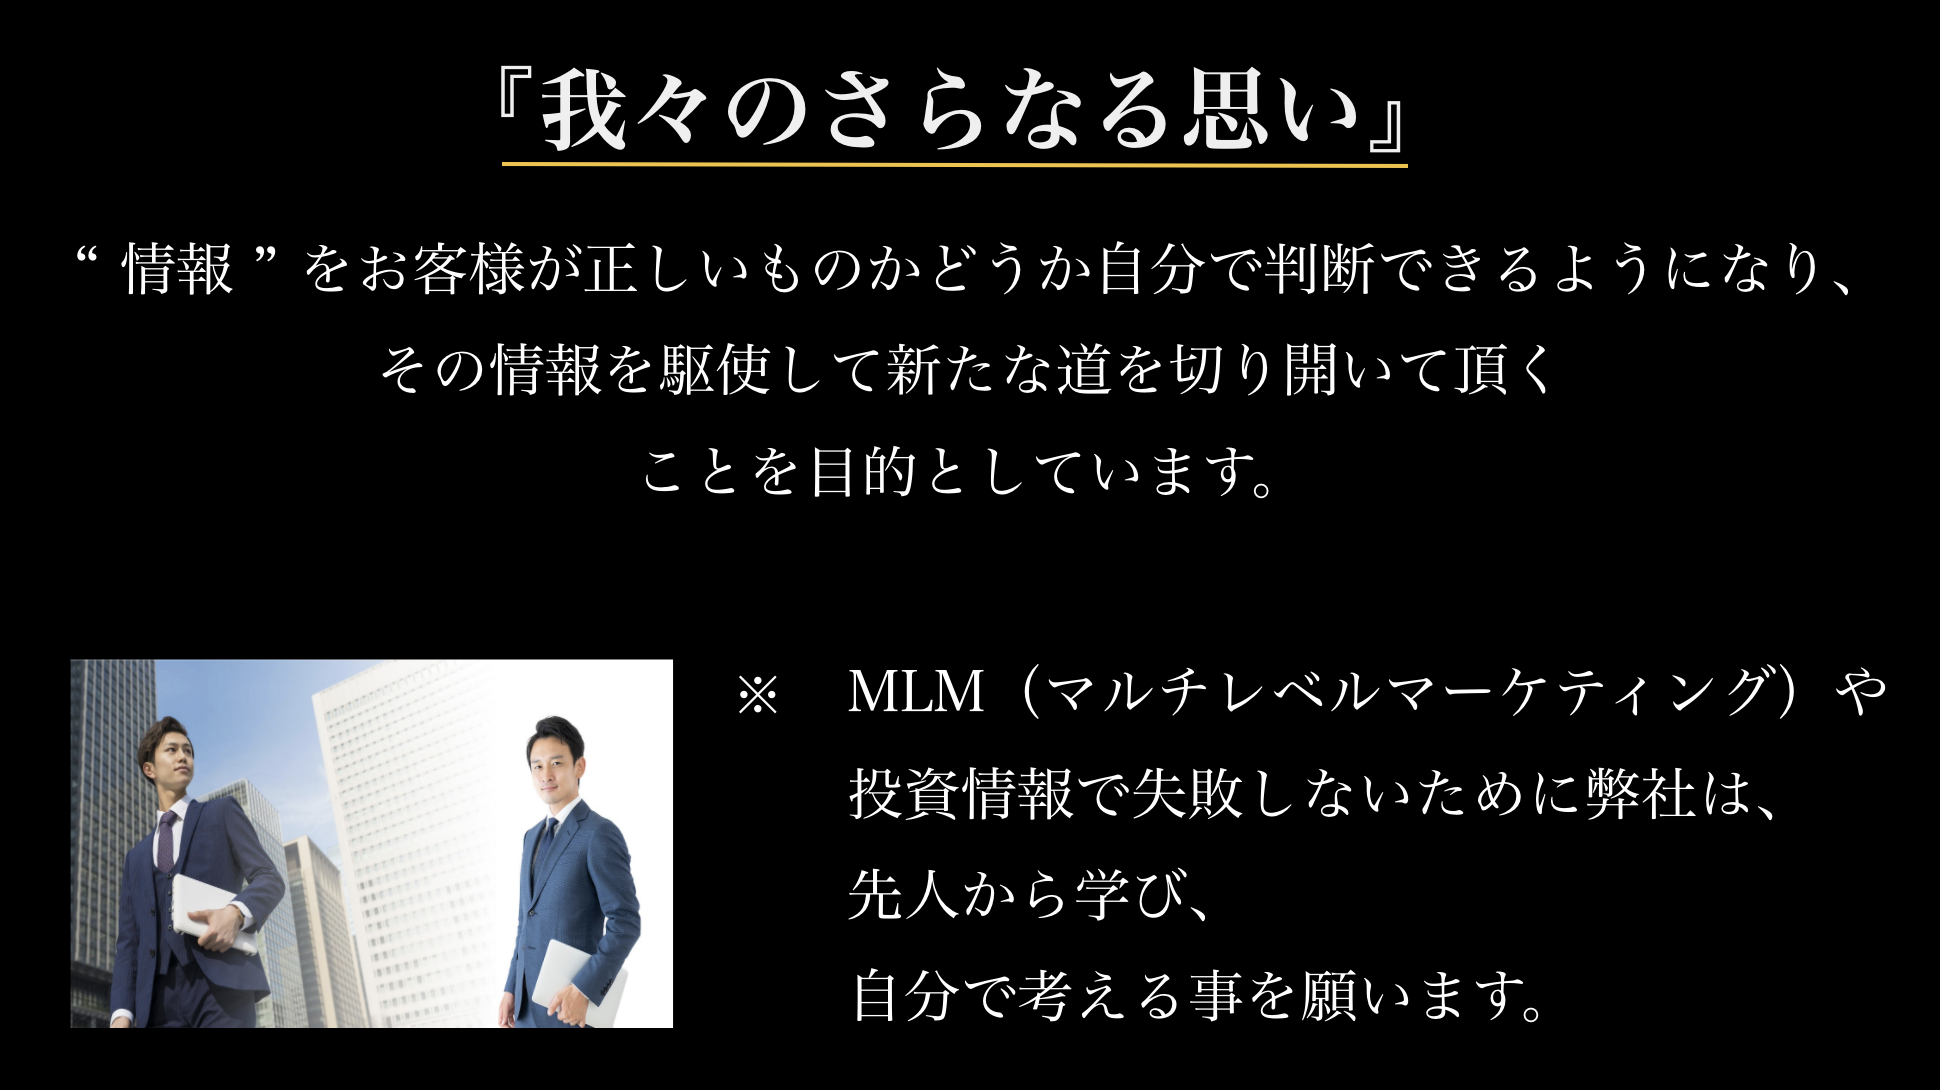 『我々のさらなる思い』
“ 情報 ” をお客様が正しいものかどうか自分で判断できるようになり、
その情報を駆使して新たな道を切り開いて頂く
ことを目的としています。
※　MLM（マルチレベルマーケティング）や
投資情報で失敗しないために弊社は、
先人から学び、
自分で考える事を願います。